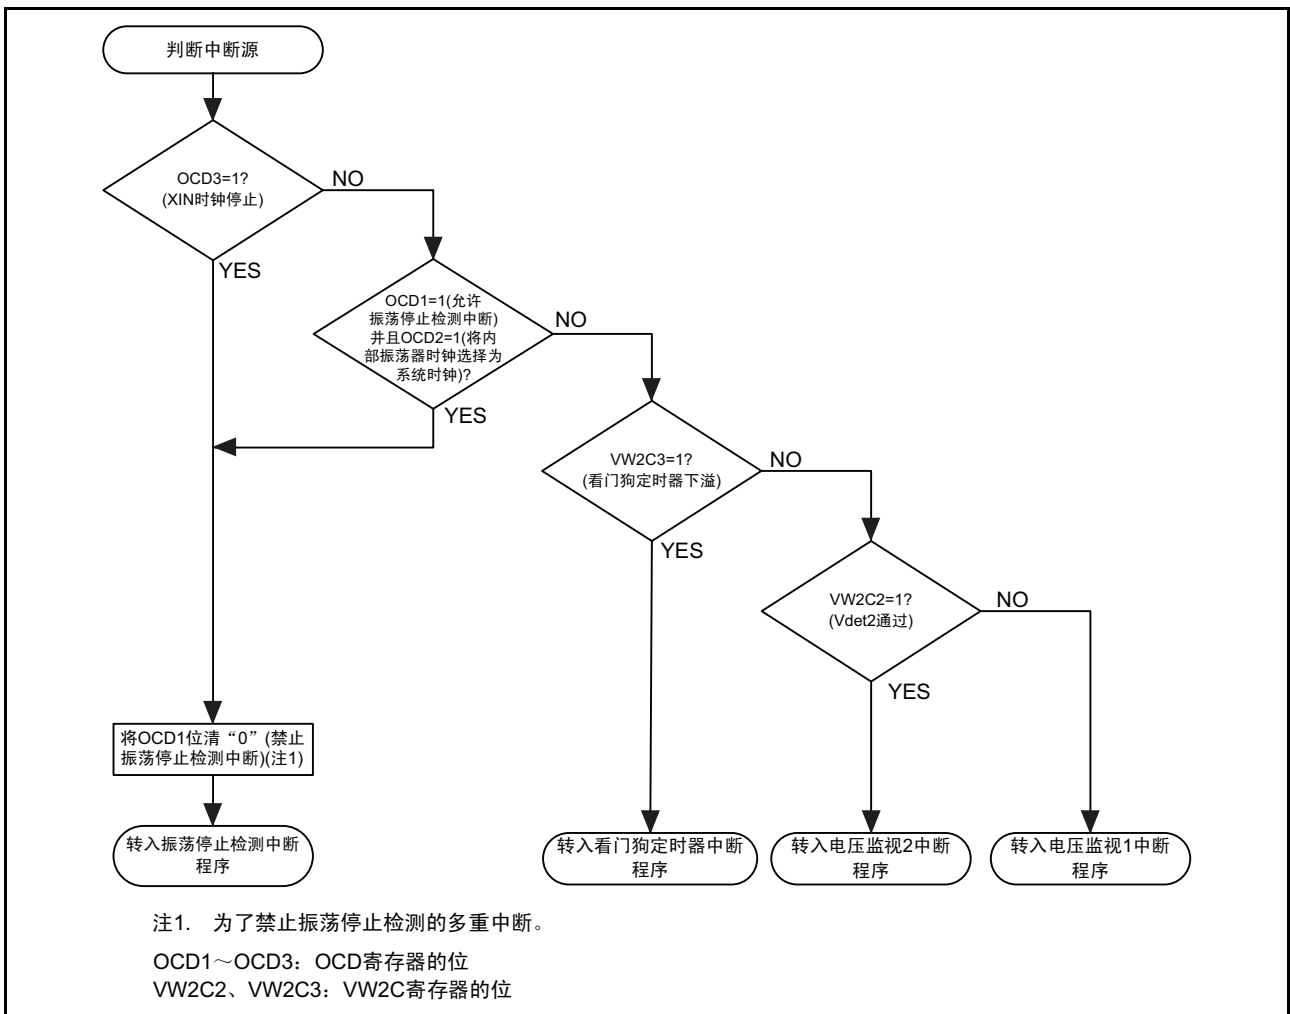 判断中断源
OCD3=1?
(XIN时钟停止)
NO
YES
OCD1=1(允许
振荡停止检测中断)
并且OCD2=1(将内
部振荡器时钟选择为
系统时钟)?
NO
YES
VW2C3=1?
(看门狗定时器下溢)
NO
YES
VW2C2=1?
(Vdet2通过)
NO
YES
将OCD1位清“0”(禁止
振荡停止检测中断)(注1)
转入振荡停止检测中断
程序
转入看门狗定时器中断
程序
转入电压监视2中断
程序
转入电压监视1中断
程序
注1. 为了禁止振荡停止检测的多重中断。
OCD1～OCD3：OCD寄存器的位
VW2C2、VW2C3：VW2C寄存器的位